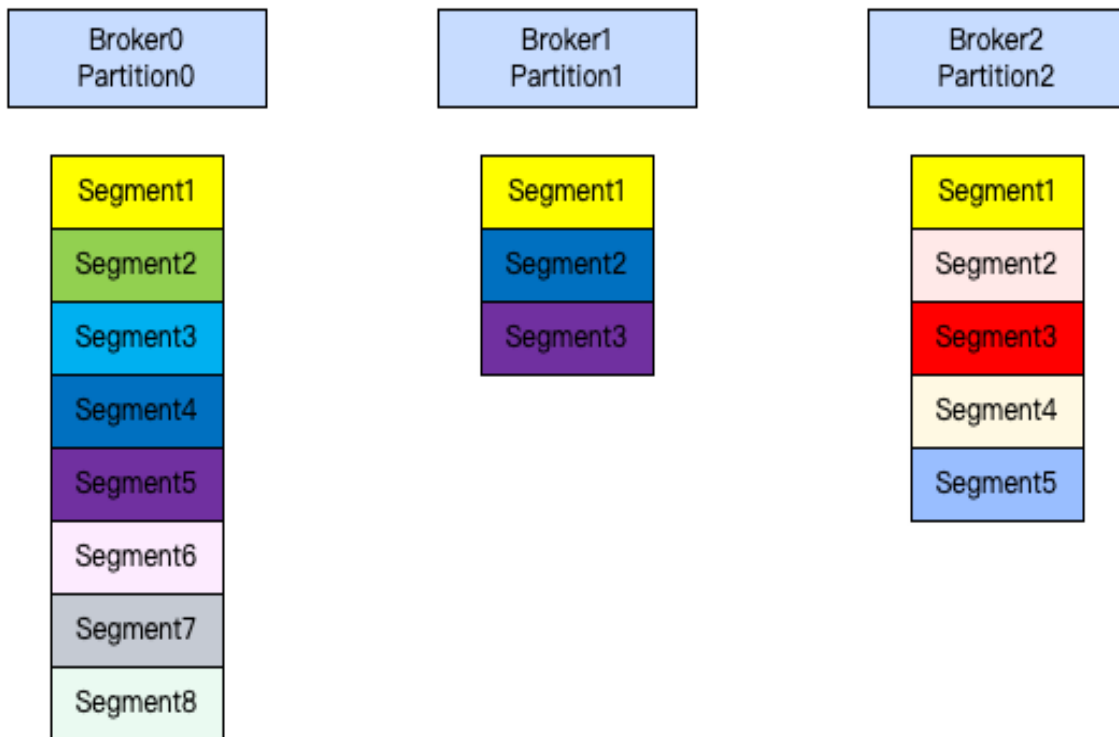 Broker0
Partition0
Broker1
Partition1
Broker2
Partition2
Segment1
Segment2
Segment3
Segment4
Segment5
Segment6
Segment7
Segment8
Segment1
Segment2
Segment3
Segment1
Segment2
Segment3
Segment4
Segment5